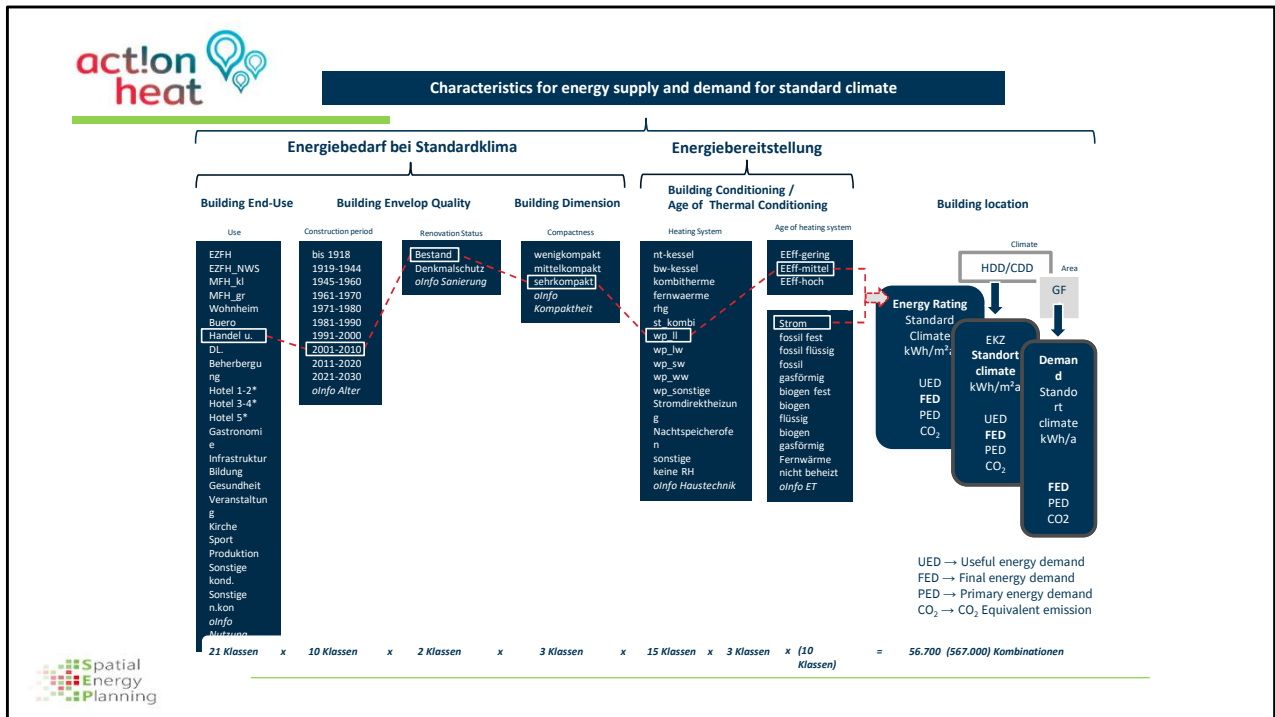 act!on
heat
Characteristics for energy supply and demand for standard climate
Energiebedarf bei Standardklima
Energiebereitstellung
Building End-Use
Building Envelop Quality
Building Dimension
Building Conditioning /
Age of Thermal Conditioning
Building location
Use
EZFH
EZFH_NWS
MFH_kl
MFH_gr
Wohnheim
Buero
Handel u.
DL.
Beherbergu
ng
Hotel 1-2*
Hotel 3-4*
Hotel 5*
Gastronomi
e
Infrastruktur
Bildung
Gesundheit
Veranstaltun
g
Kirche
Sport
Produktion
Sonstige
kond.
Sonstige
n.kon
oInfo
Nutzung
Construction period
bis 1918
1919-1944
1945-1960
1961-1970
1971-1980
1981-1990
1991-2000
2001-2010
2011-2020
2021-2030
oInfo Alter
Renovation Status
Bestand
Denkmalschutz
oInfo Sanierung
Compactness
wenigkompakt
mittelkompakt
sehrkompakt
oInfo
Kompaktheit
Heating System
nt-kessel
bw-kessel
kombitherme
fernwaerme
rhg
st_kombi
wp_ll
wp_lw
wp_sw
wp_ww
wp_sonstige
Stromdirektheizun
g
Nachtspeicherofe
n
sonstige
keine RH
oInfo Haustechnik
Age of heating system
EEff-gering
EEff-mittel
EEff-hoch
Strom
fossil fest
fossil flüssig
fossil
gasförmig
biogen fest
biogen
flüssig
biogen
gasförmig
Fernwärme
nicht beheizt
oInfo ET
Climate
HDD/CDD
Area
GF
Energy Rating
Standard
Climate
kWh/m²a
UED
FED
PED
CO₂
EKZ
Standort
climate
kWh/m²/a
UED
FED
PED
CO₂
Deman
d
Stando
rt
climate
kWh/a
FED
PED
CO2
UED → Useful energy demand
FED → Final energy demand
PED → Primary energy demand
CO₂ → CO₂ Equivalent emission
21 Klassen x 10 Klassen x 2 Klassen x 3 Klassen x 15 Klassen x 3 Klassen x (10
Klassen) = 56.700 (567.000) Kombinationen
Spatial
Energy
Planning